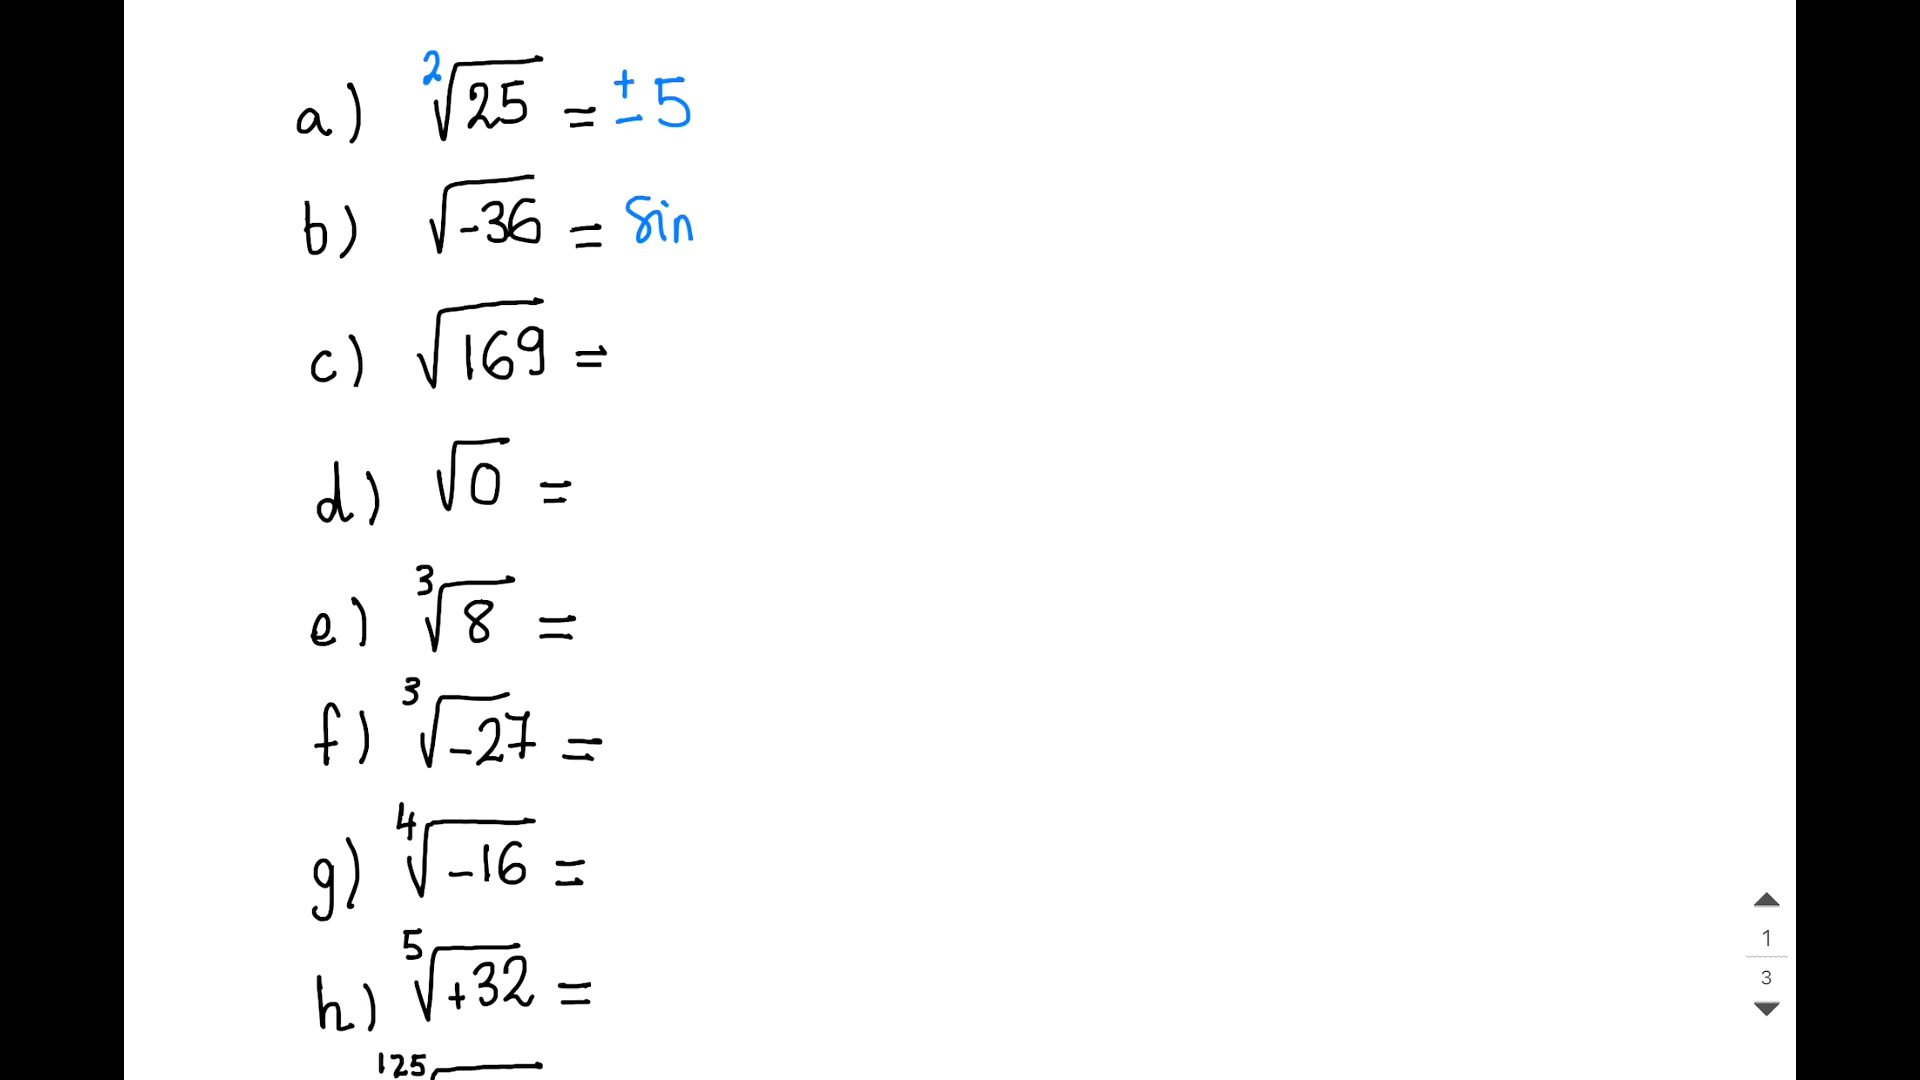 a) ²√25 = ±5
b) √-36 = Sin
c) √169 =
d) √0 =
e) ³√8 =
f) ³√-27 =
g) ⁴√-16 =
h) ⁵√+32 =
125√
1
3